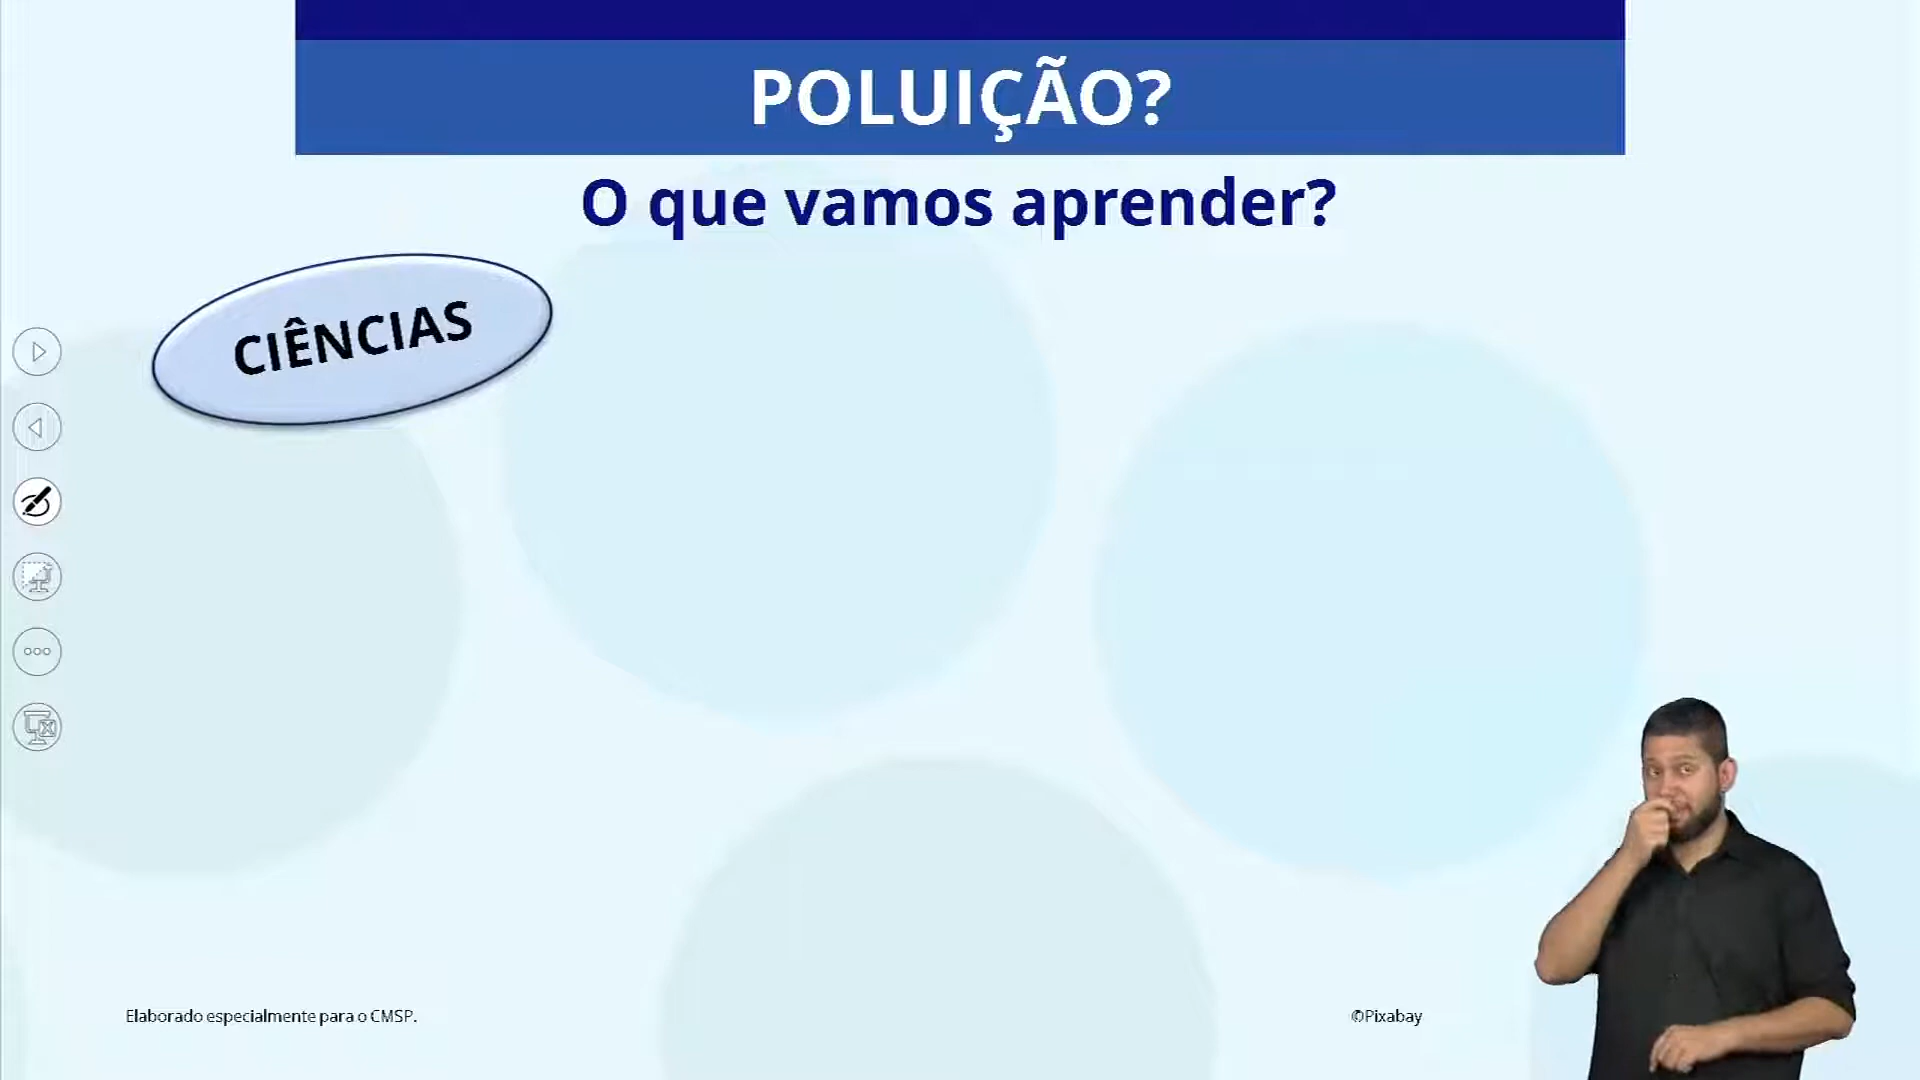 POLUIÇÃO?
O que vamos aprender?
CIÊNCIAS
Elaborado especialmente para o CMSP.
©Pixabay